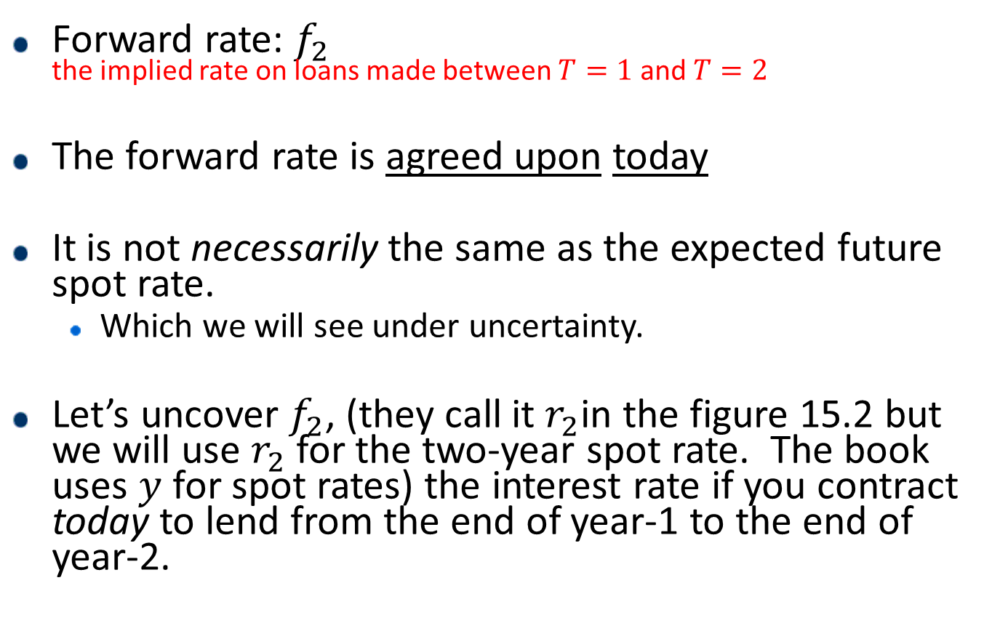 Forward rate: f₂
the implied rate on loans made between T = 1 and T = 2
The forward rate is agreed upon today
It is not necessarily the same as the expected future
spot rate.
Which we will see under uncertainty.
Let’s uncover f₂, (they call it r₂ in the figure 15.2 but
we will use r₂ for the two-year spot rate. The book
uses y for spot rates) the interest rate if you contract
today to lend from the end of year-1 to the end of
year-2.